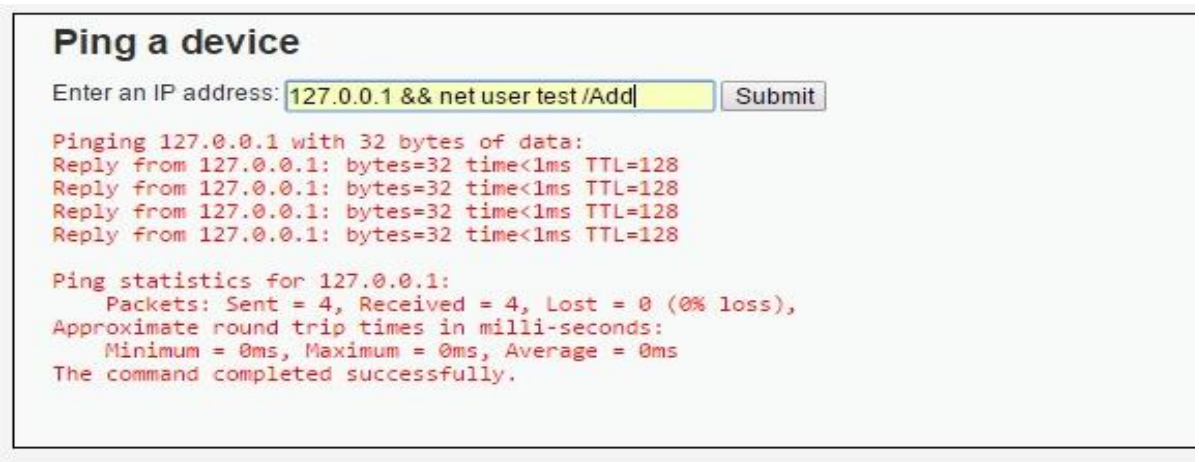 Ping a device
Enter an IP address: 127.0.0.1 && net user test /Add Submit
Pinging 127.0.0.1 with 32 bytes of data:
Reply from 127.0.0.1: bytes=32 time<1ms TTL=128
Reply from 127.0.0.1: bytes=32 time<1ms TTL=128
Reply from 127.0.0.1: bytes=32 time<1ms TTL=128
Reply from 127.0.0.1: bytes=32 time<1ms TTL=128
Ping statistics for 127.0.0.1:
Packets: Sent = 4, Received = 4, Lost = 0 (0% loss),
Approximate round trip times in milli-seconds:
Minimum = 0ms, Maximum = 0ms, Average = 0ms
The command completed successfully.